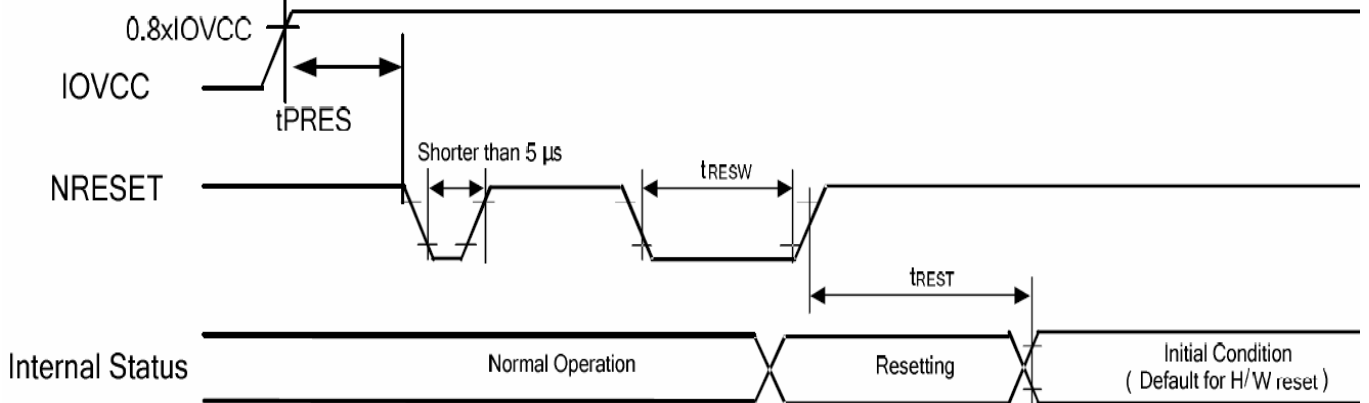 0.8xIOVCC
IOVCC
tPRES
Shorter than 5 µs
NRESET
tRESW
tREST
Internal Status
Normal Operation
Resetting
Initial Condition
( Default for H/W reset )